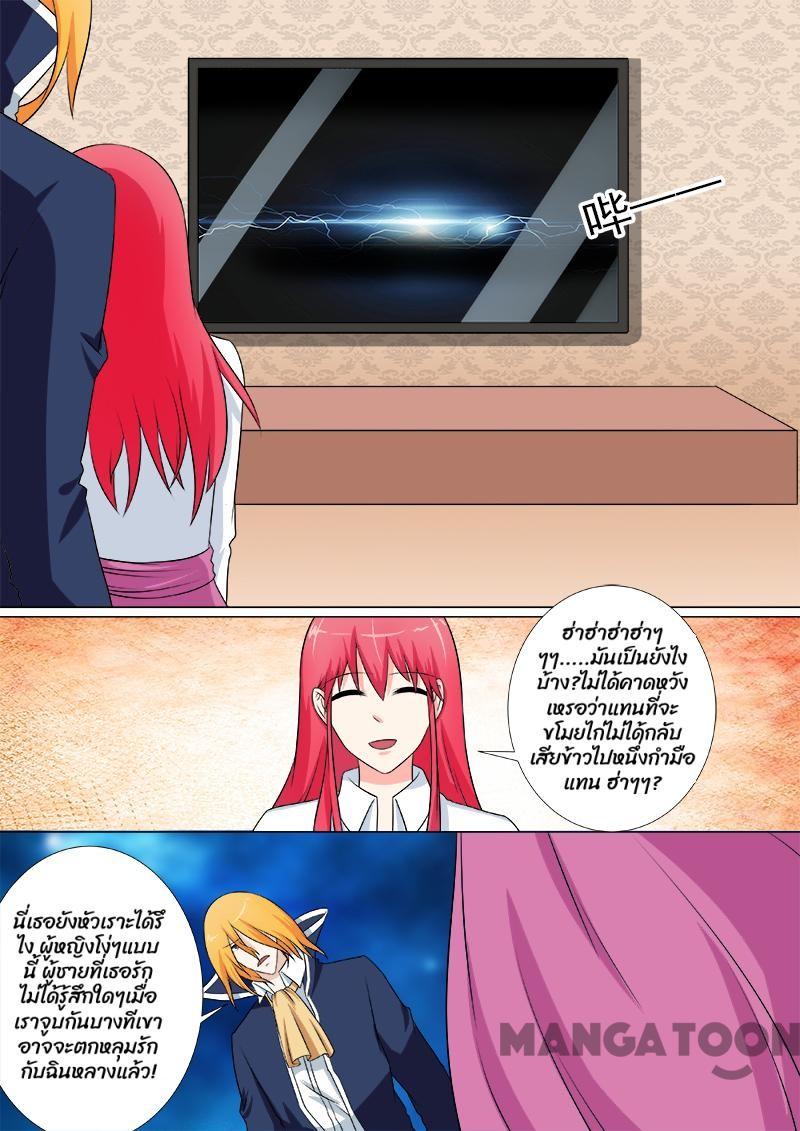 哔————
ฮ่าฮ่าฮ่าฮ่าๆ
ๆๆ.....มันเป็นยังไง
บ้าง?ไม่ได้คาดหวัง
เหรอว่าแทนที่จะ
ขโมยไก่ไม่ได้กลับ
เสียข้าวไปหนึ่งกำมือ
แทน ฮ่าๆๆ?
นี่เธอยังหัวเราะได้รึ
ไง ผู้หญิงโง่ๆแบบ
นี้ ผู้ชายที่เธอรัก
ไม่ได้รู้สึกใดๆเมื่อ
เราจูบกันบางทีเขา
อาจจะตกหลุมรัก
กับฉินหลางแล้ว!
MANGATOON